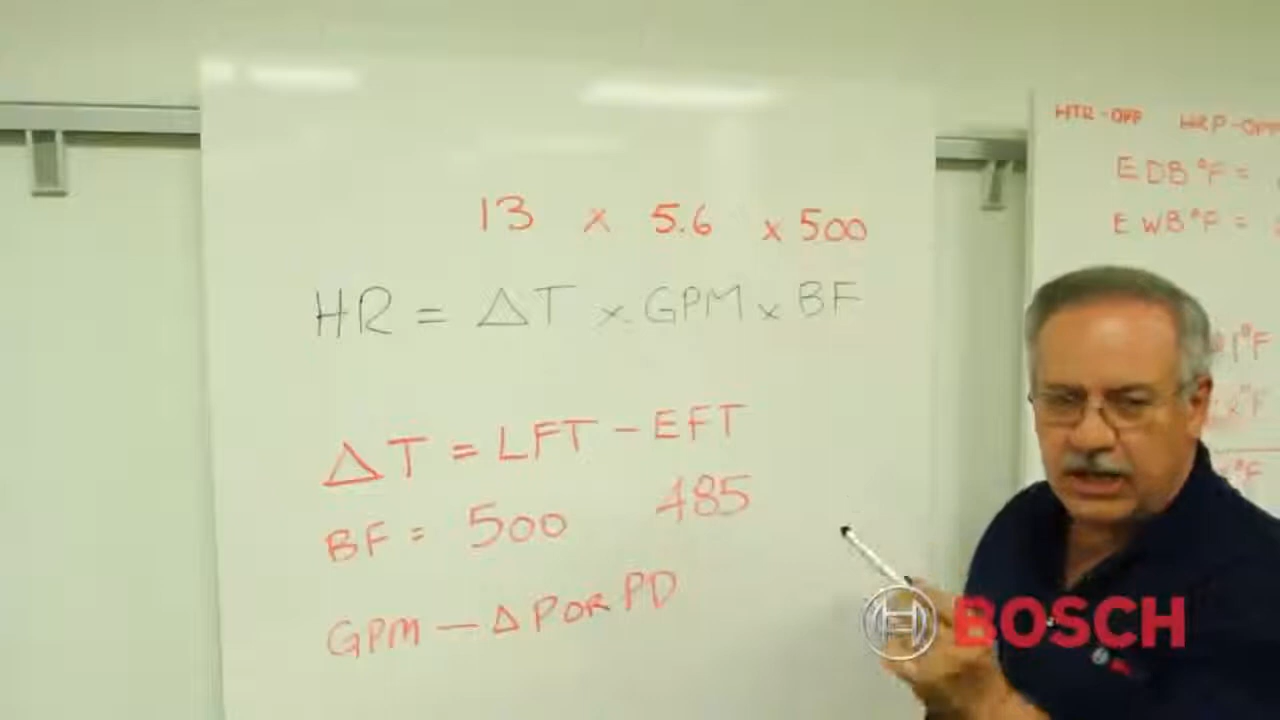 13 x 5.6 x 500
HR = ΔT x GPM x BF
ΔT = LFT - EFT
BF = 500 485
GPM — ΔP OR PD
HTR-OFF HRP-OFF
EDB°F =
EWB°F =
°F
°F
°F
BOSCH